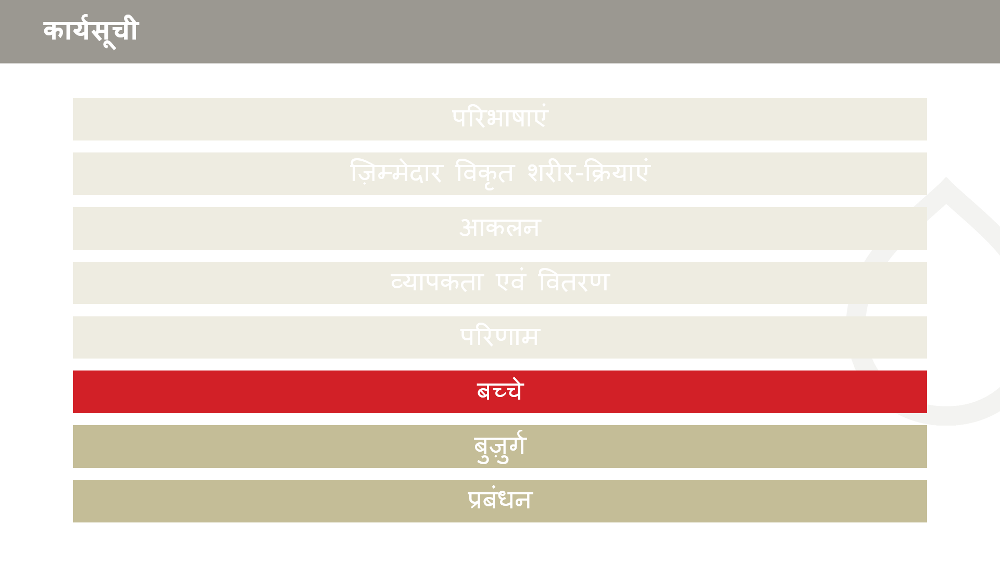 कार्यसूची
परिभाषाएं
ज़िम्मेदार विकृत शरीर-क्रियाएं
आकलन
व्यापकता एवं वितरण
परिणाम
बच्चे
बुज़ुर्ग
प्रबंधन